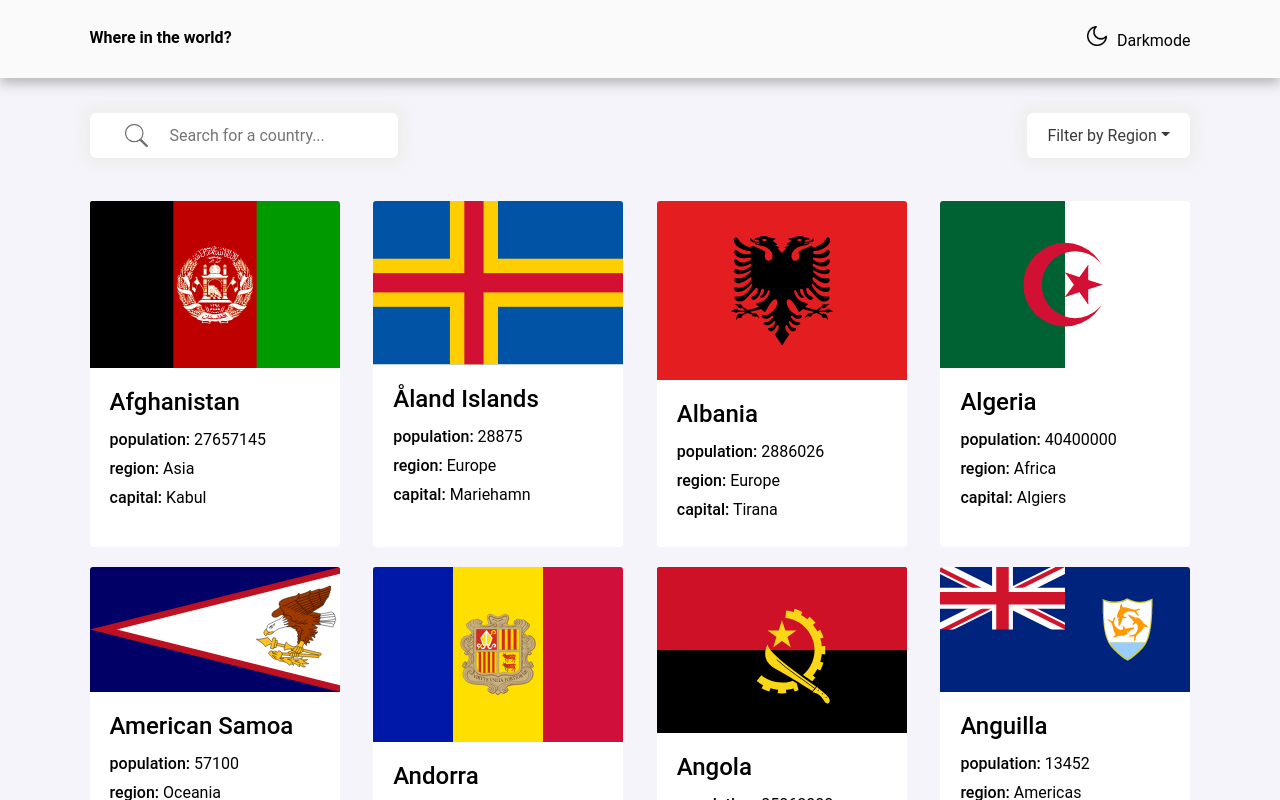 Where in the world?
Darkmode
Search for a country...
Filter by Region
Afghanistan
population: 27657145
region: Asia
capital: Kabul
Åland Islands
population: 28875
region: Europe
capital: Mariehamn
Albania
population: 2886026
region: Europe
capital: Tirana
Algeria
population: 40400000
region: Africa
capital: Algiers
American Samoa
population: 57100
region: Oceania
Andorra
Angola
Anguilla
population: 13452
region: Americas